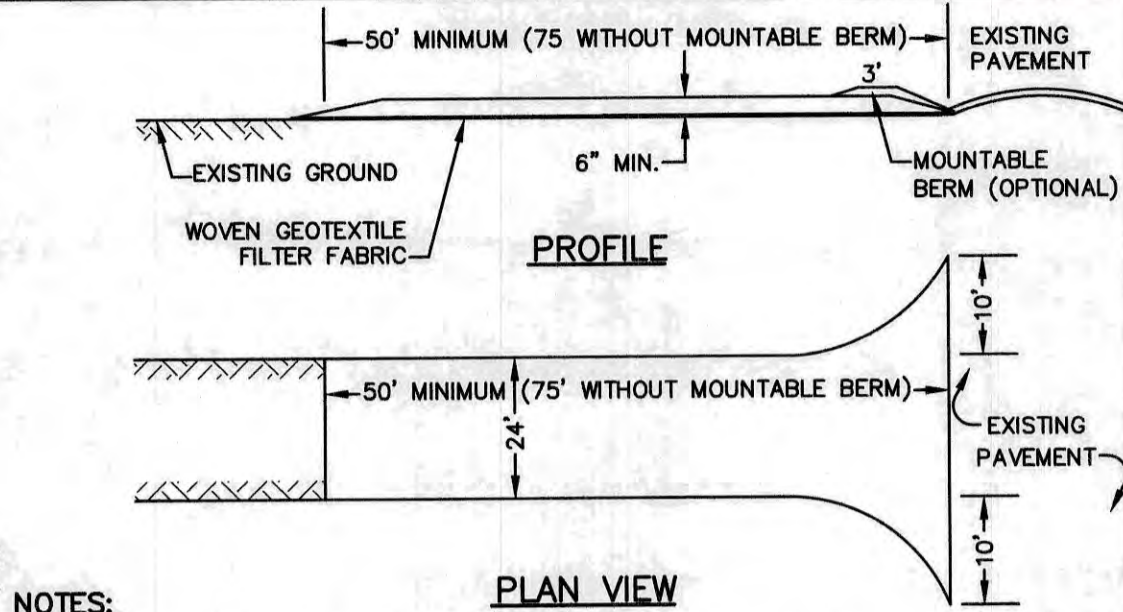 50' MINIMUM (75 WITHOUT MOUNTABLE BERM)
EXISTING
PAVEMENT
3'
6" MIN.
EXISTING GROUND
MOUNTABLE
BERM (OPTIONAL)
WOVEN GEOTEXTILE
FILTER FABRIC
PROFILE
10'
50' MINIMUM (75' WITHOUT MOUNTABLE BERM)
24'
EXISTING
PAVEMENT
10'
PLAN VIEW
NOTES: